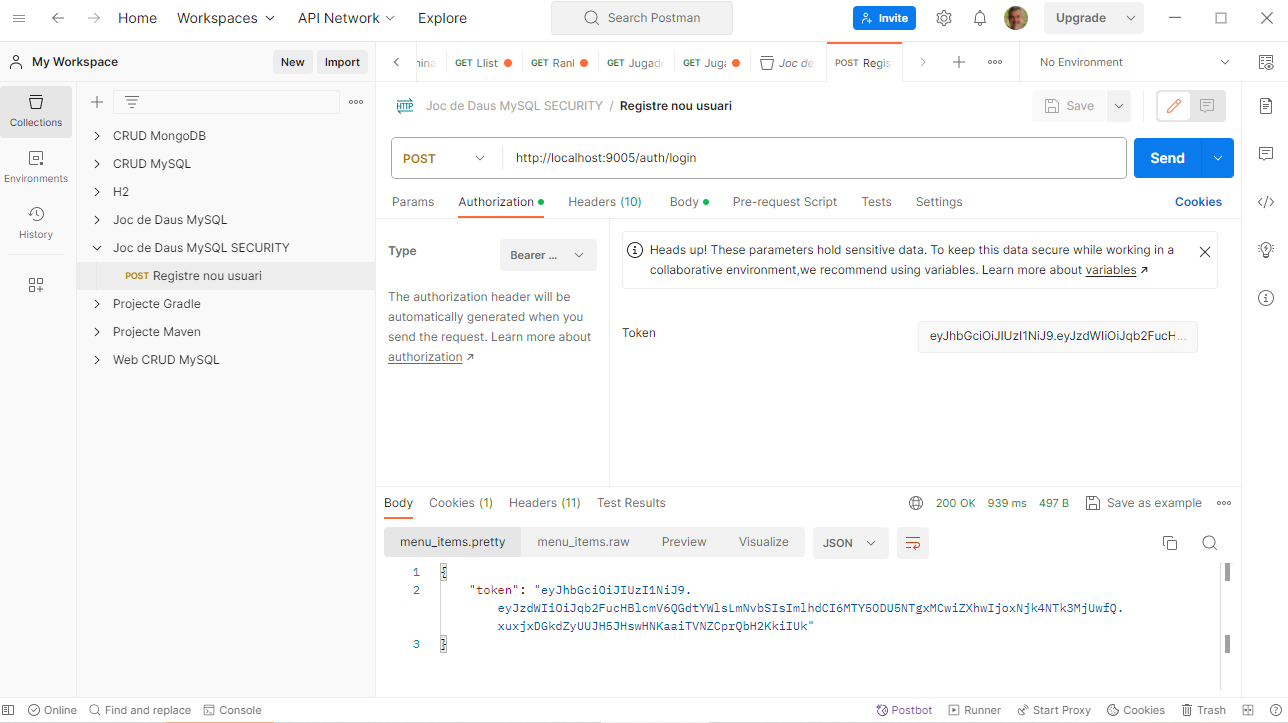 Home Workspaces API Network Explore Search Postman Invite Upgrade
My Workspace New Import
GET LIist GET Ranl GET Jugado GET Juga Joc de POST Regis No Environment
Collections
Environments
History
CRUD MongoDB
CRUD MySQL
H2
Joc de Daus MySQL
Joc de Daus MySQL SECURITY
POST Registre nou usuari
Projecte Gradle
Projecte Maven
Web CRUD MySQL
HTTP Joc de Daus MySQL SECURITY / Registre nou usuari Save
POST http://localhost:9005/auth/login Send
Params Authorization Headers (10) Body Pre-request Script Tests Settings Cookies
Type Bearer ...
The authorization header will be
automatically generated when you
send the request. Learn more about
authorization ↗
Heads up! These parameters hold sensitive data. To keep this data secure while working in a
collaborative environment,we recommend using variables. Learn more about variables ↗
Token eyJhbGciOiJIUzI1NiJ9.eyJzdWIiOiJqb2FucH...
Body Cookies (1) Headers (11) Test Results 200 OK 939 ms 497 B Save as example
menu_items.pretty menu_items.raw Preview Visualize JSON
1 {
2 "token": "eyJhbGciOiJIUzI1NiJ9.
eyJzdWIiOiJqb2FucHBlcmV6QGdtYWlsLmNvbSIsImlhdCI6MTY5ODU5NTgxMCwiZXhwIjoxNjk4NTk3MjUwfQ.
xuxjxDGkdZyUUJH5JHswHNKaaiTVNZCprQbH2KkiIUk"
3 }
Online Find and replace Console Postbot Runner Start Proxy Cookies Trash